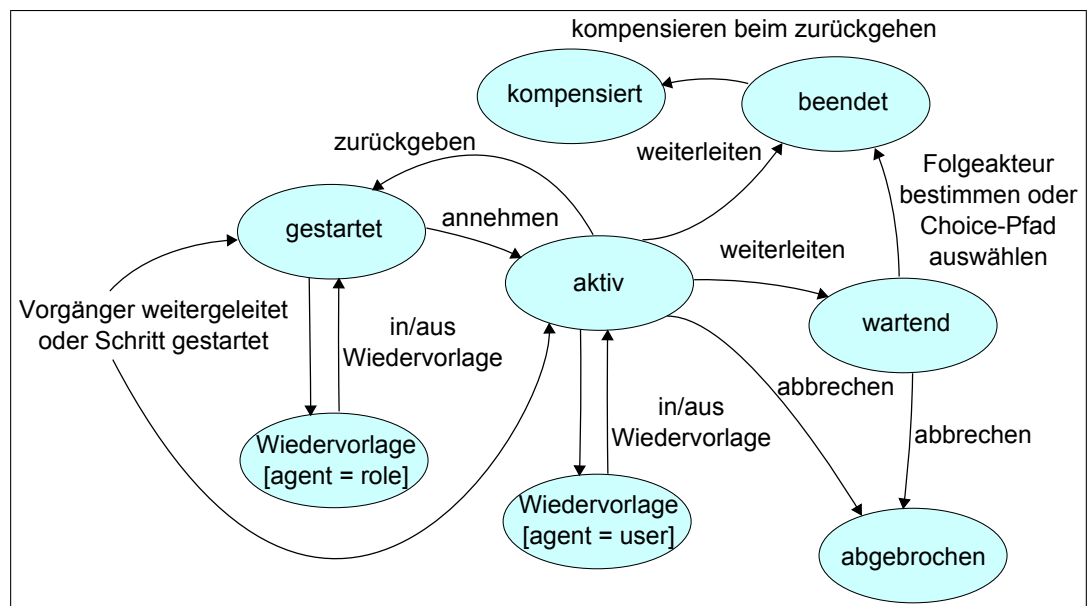 kompensieren beim zurückgehen
kompensiert
beendet
zurückgeben
weiterleiten
Folgeakteur
bestimmen oder
Choice-Pfad
auswählen
gestartet
annehmen
weiterleiten
aktiv
Vorgänger weitergeleitet
oder Schritt gestartet
in/aus
Wiedervorlage
wartend
abbrechen
in/aus
Wiedervorlage
abbrechen
Wiedervorlage
[agent = role]
Wiedervorlage
[agent = user]
abgebrochen